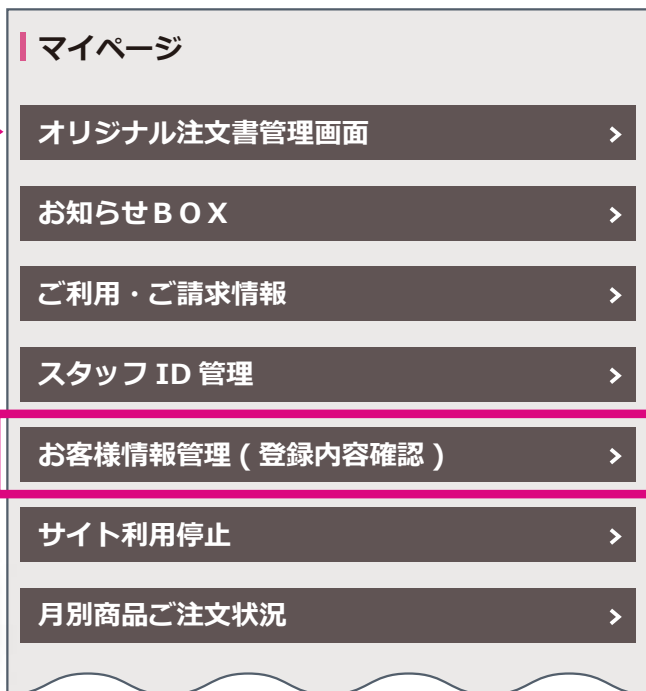 マイページ
オリジナル注文書管理画面
お知らせＢＯＸ
ご利用・ご請求情報
スタッフ ID 管理
お客様情報管理 ( 登録内容確認 )
サイト利用停止
月別商品ご注文状況